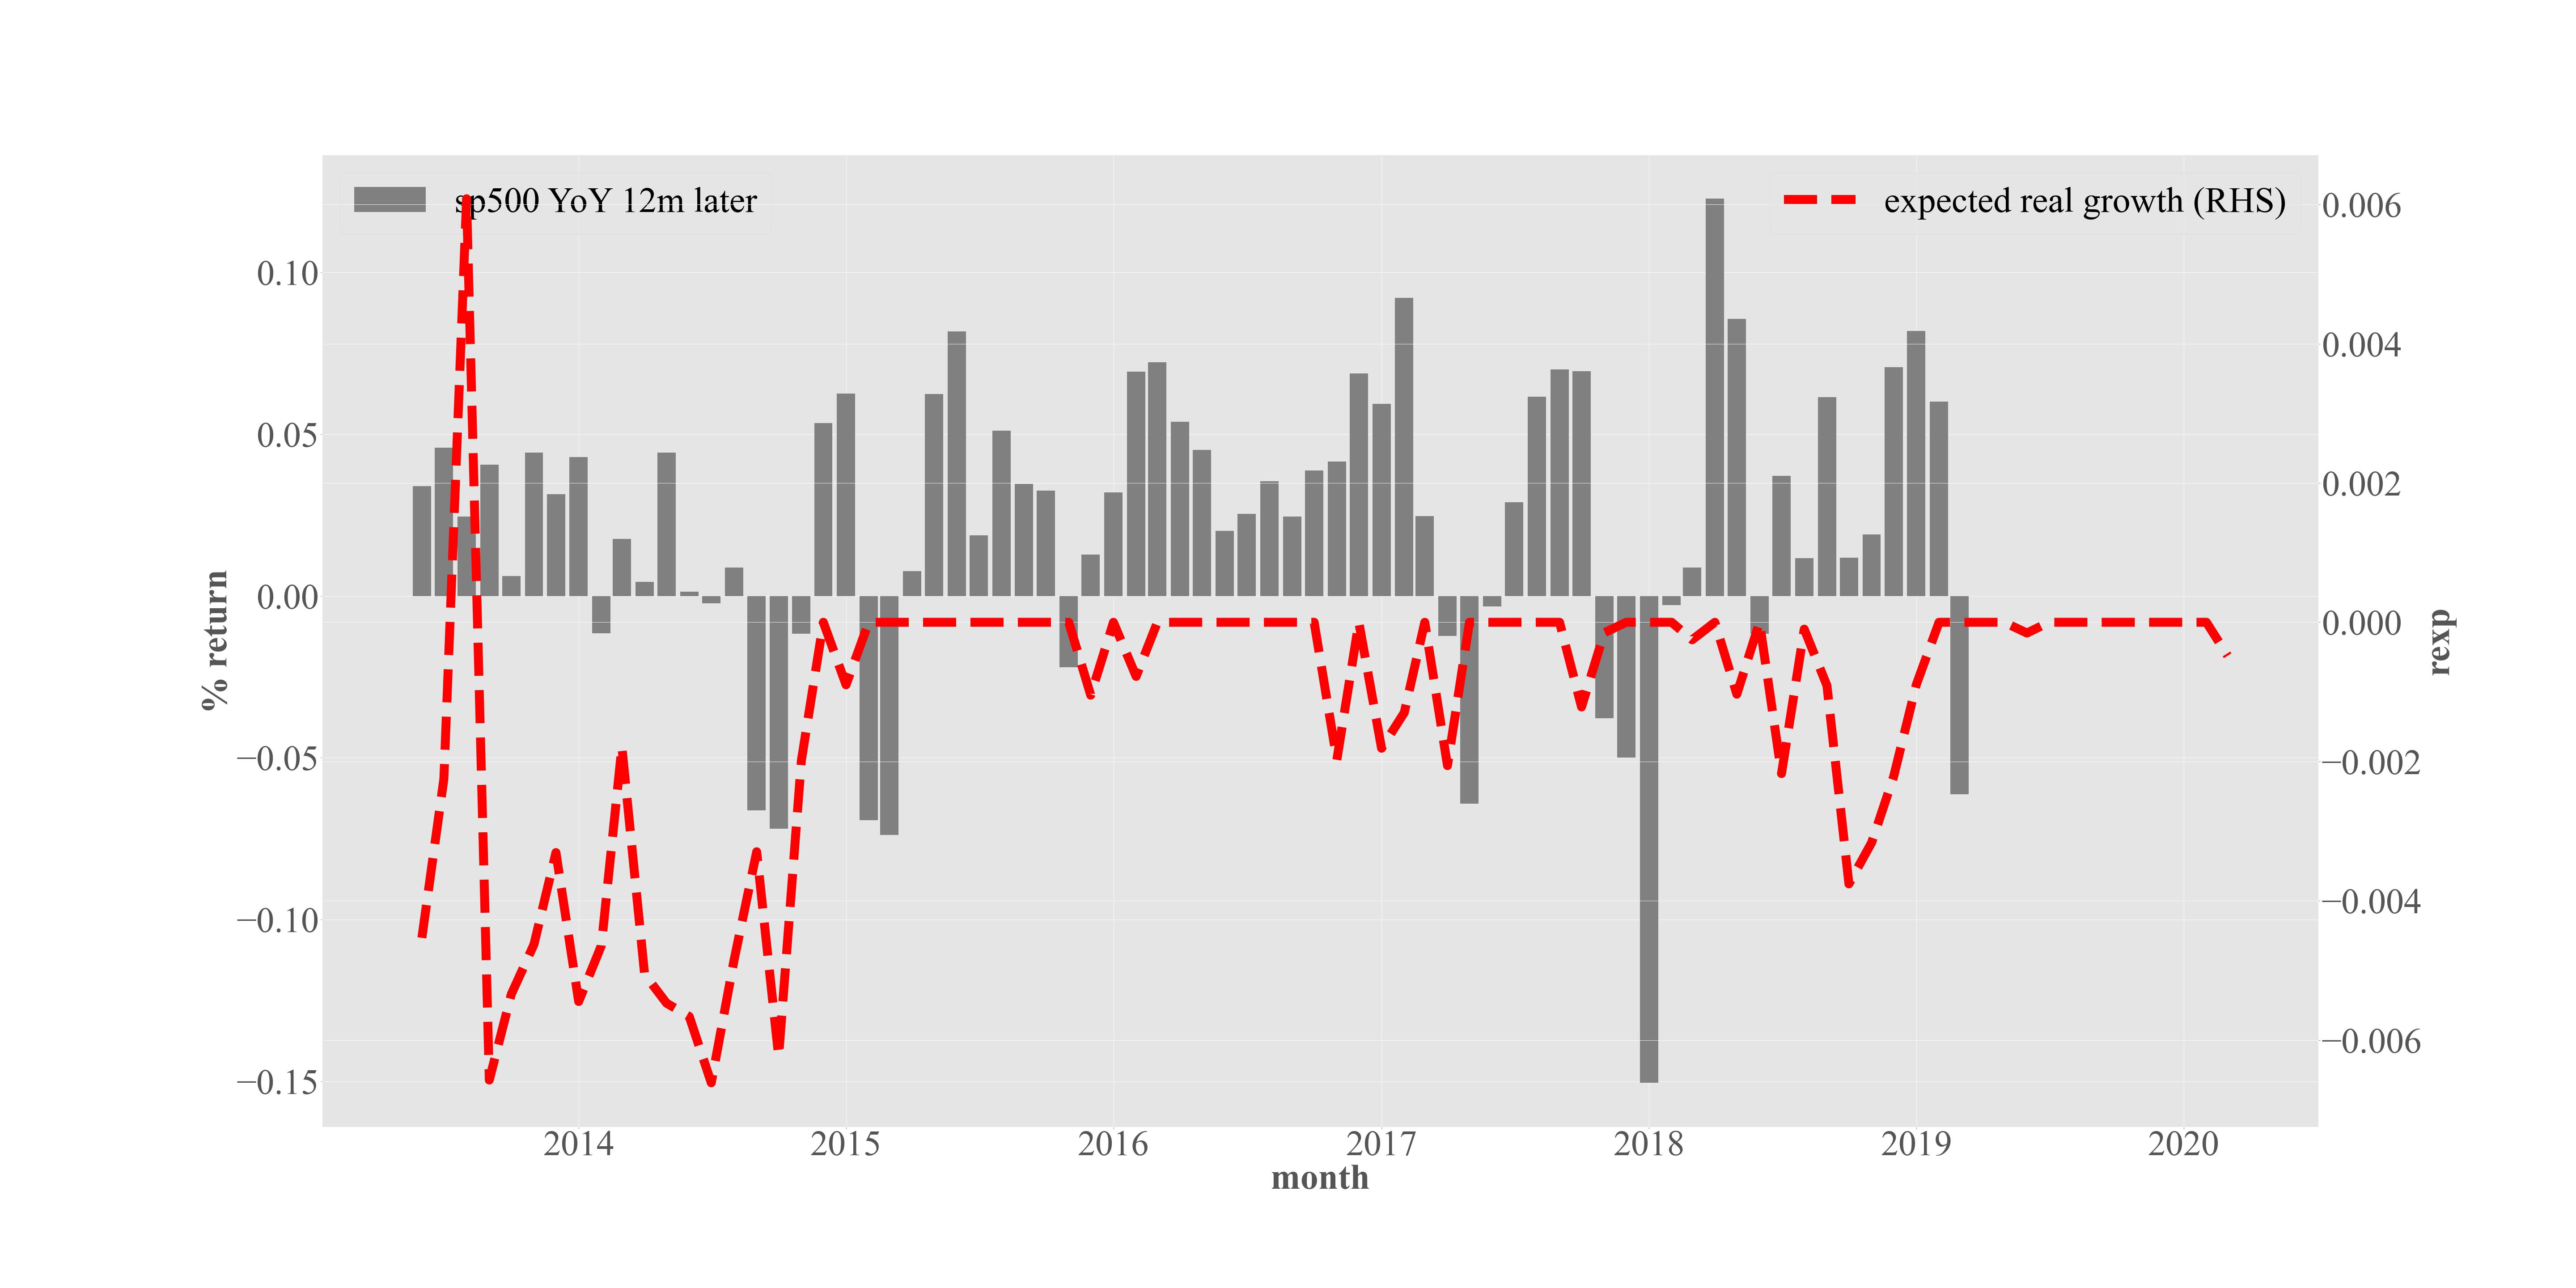 sp500 YoY 12m later
expected real growth (RHS)
0.10
0.05
0.00
−0.05
−0.10
−0.15
% return
0.006
0.004
0.002
0.000
−0.002
−0.004
−0.006
rexp
2014 2015 2016 2017 2018 2019 2020
month